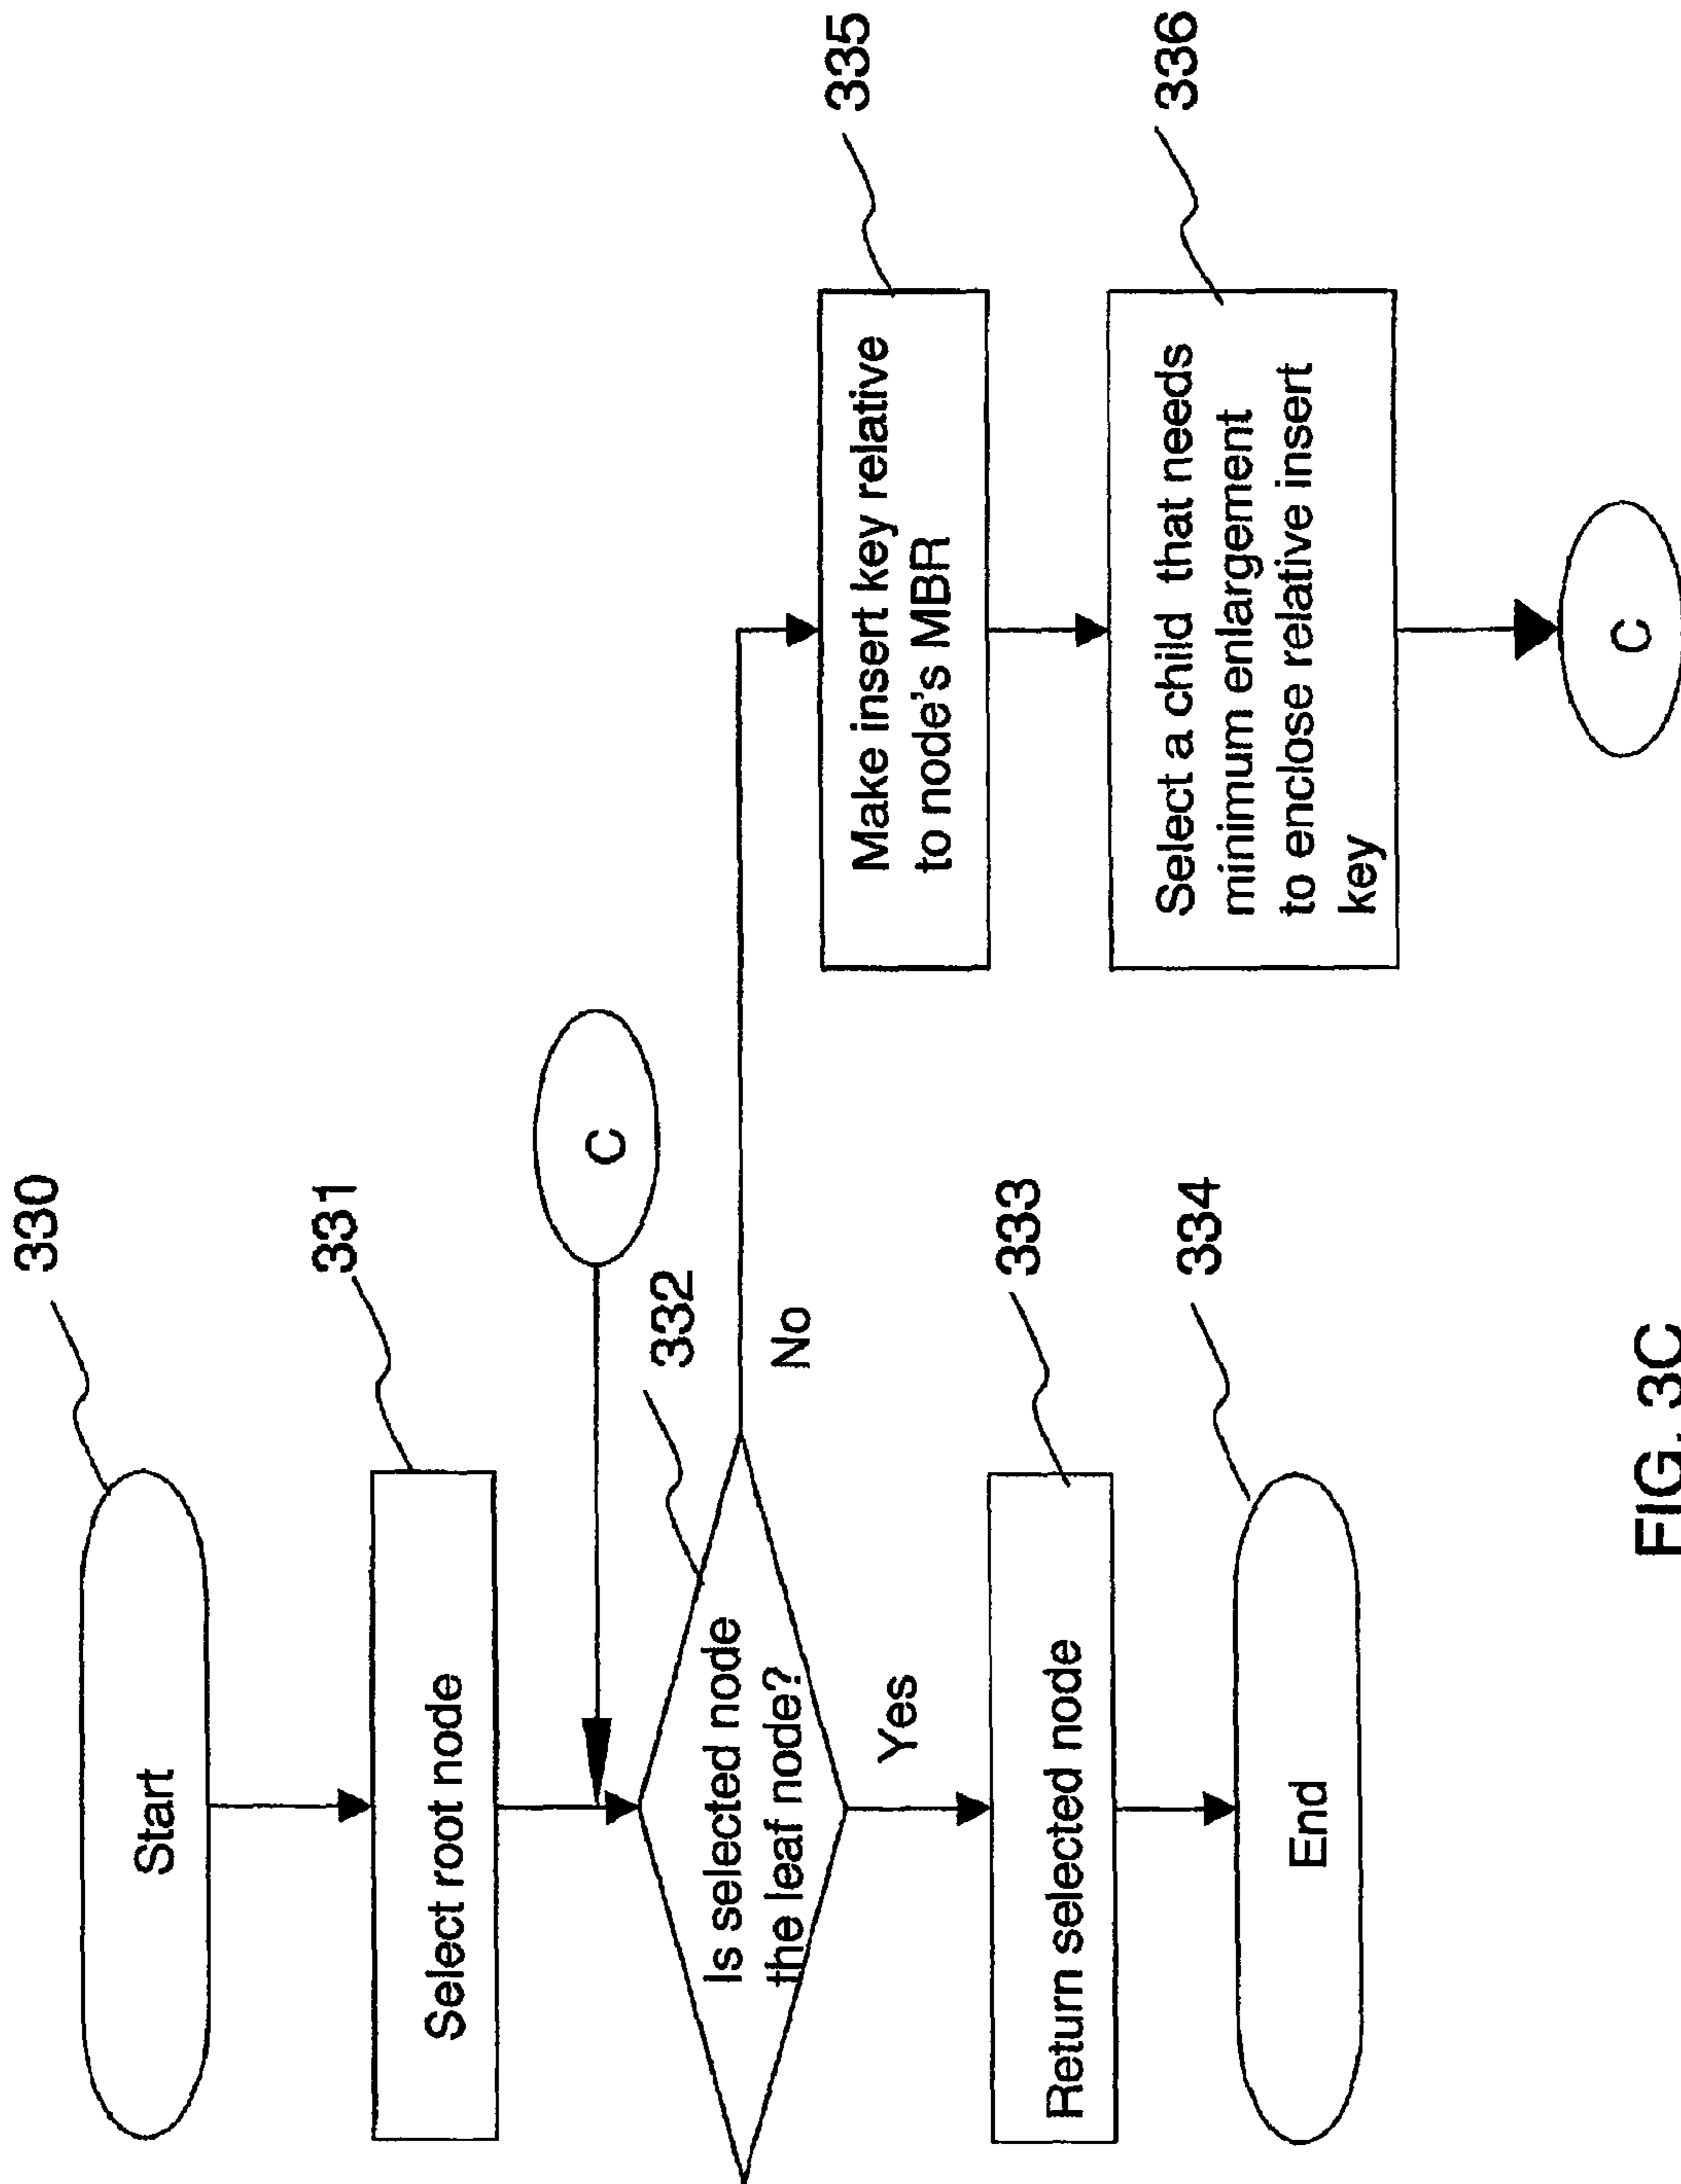 330
Start
331
Select root node
C
332
Is selected node
the leaf node?
No
Yes
333
Return selected node
334
End
335
Make insert key relative
to node's MBR
336
Select a child that needs
minimum enlargement
to enclose relative insert
key
C
FIG. 3C